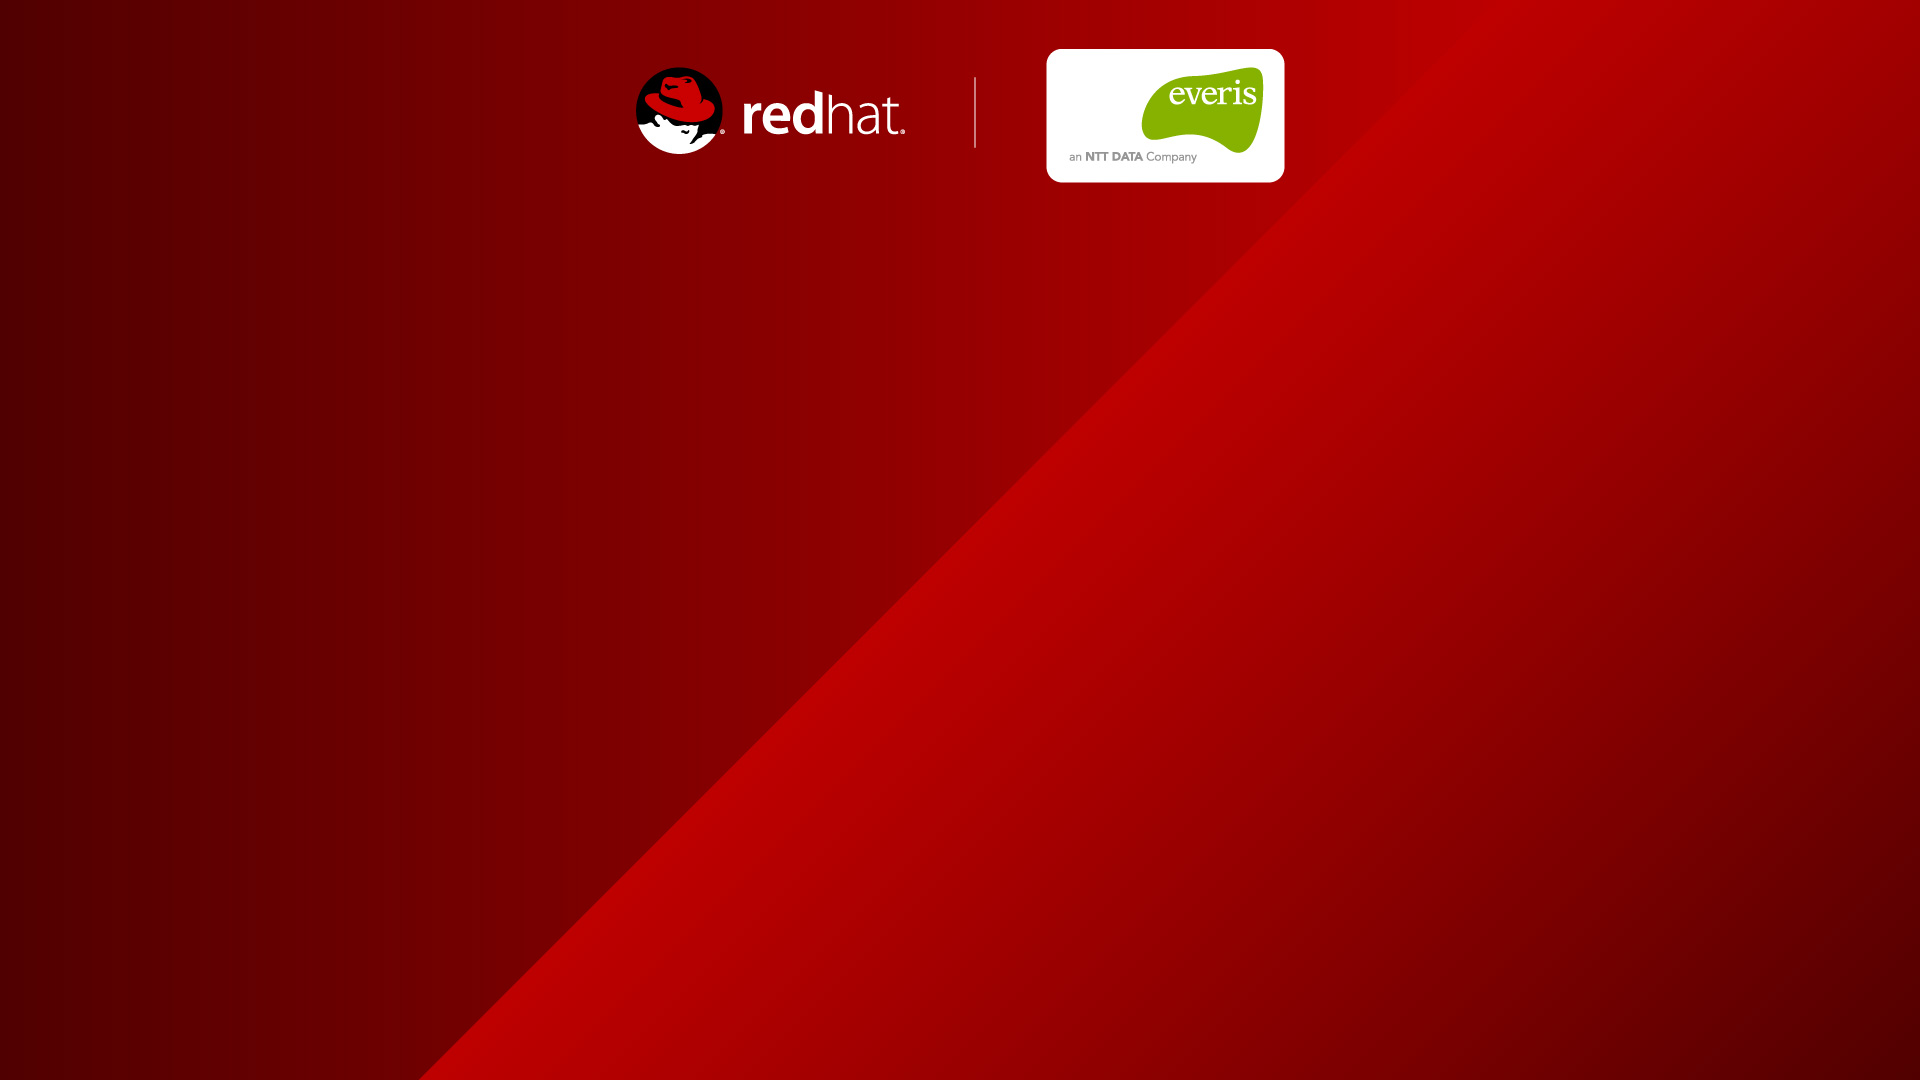 redhat.
everis
an NTT DATA Company